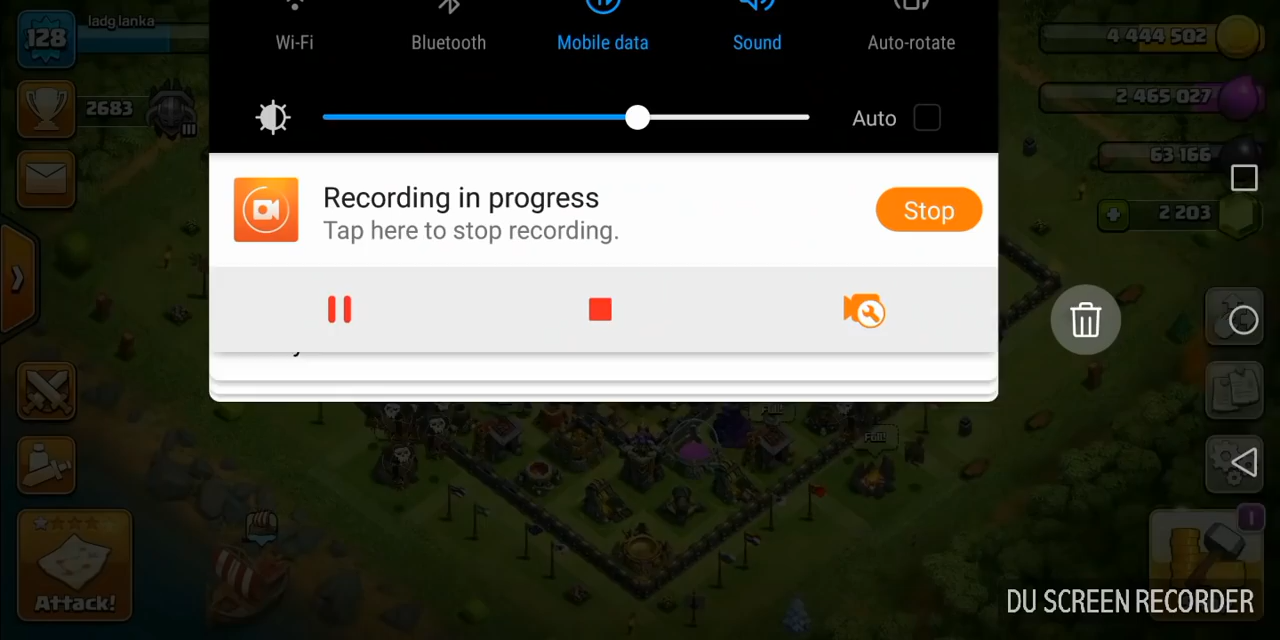 128
ladg lanka
Wi-Fi
Bluetooth
Mobile data
Sound
Auto-rotate
4 444 502
2683
2 465 027
Auto
63 166
Recording in progress
Tap here to stop recording.
Stop
2 203
Full!
Attack!
DU SCREEN RECORDER